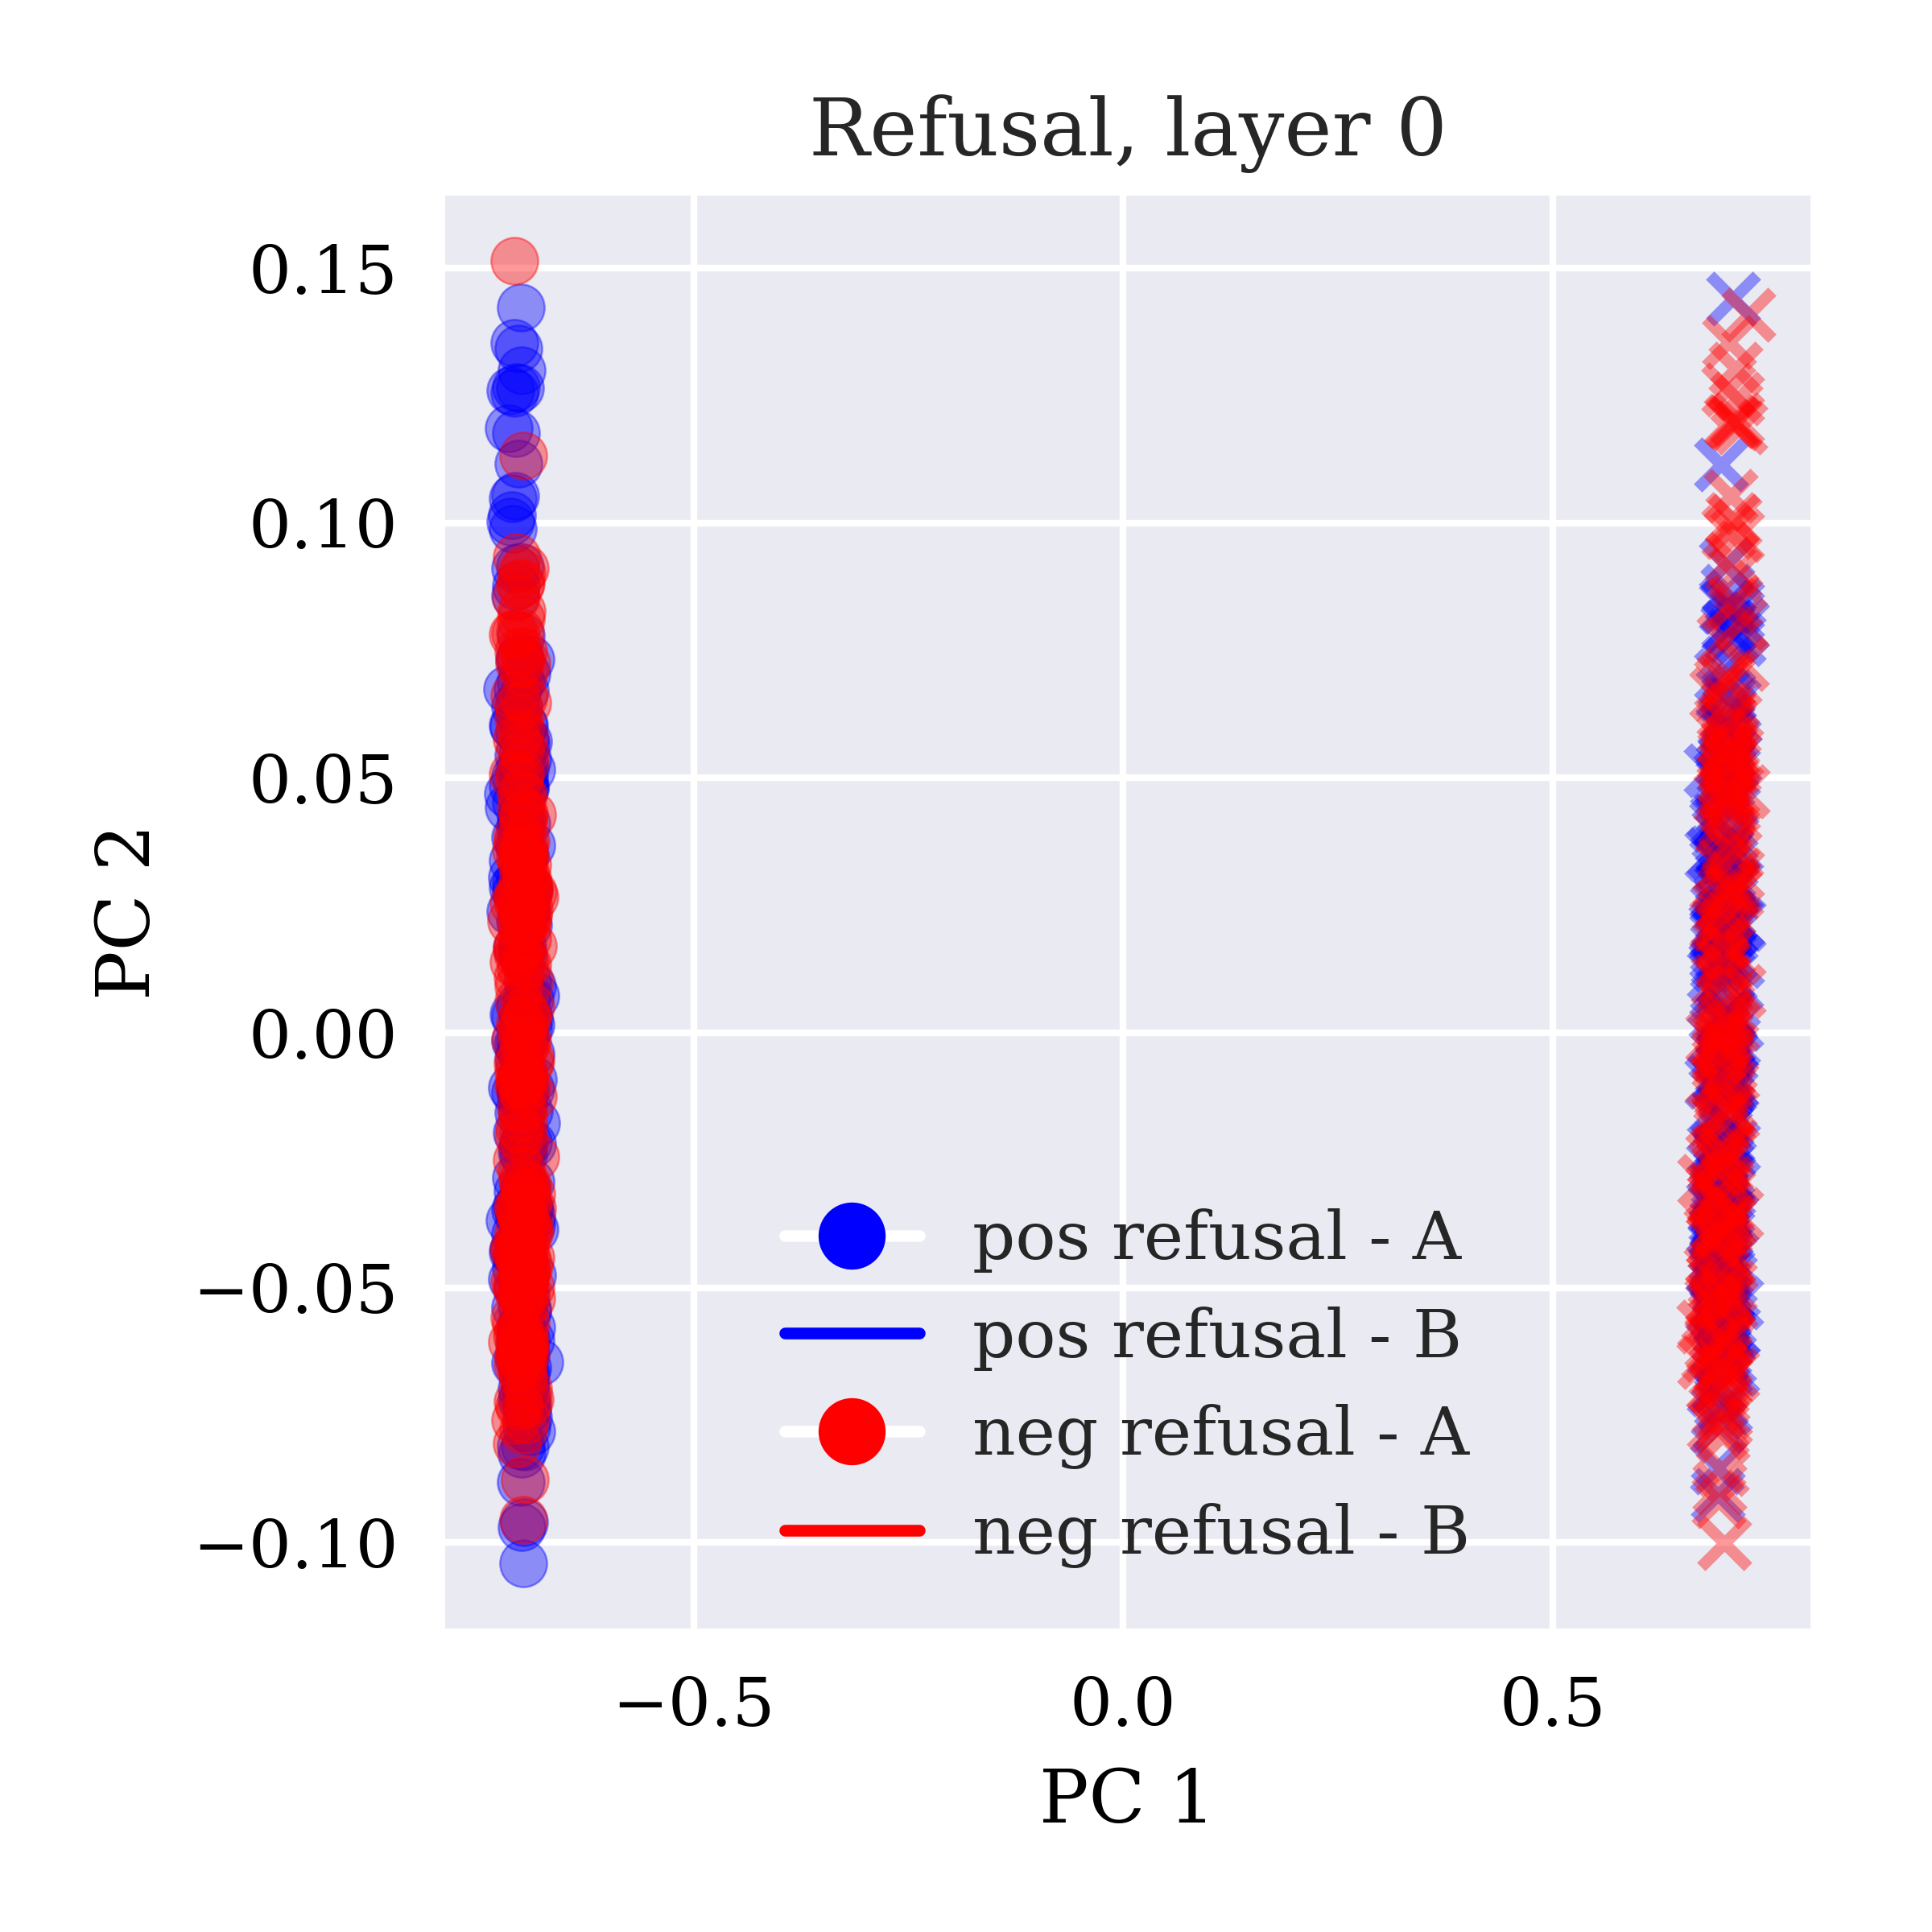 Refusal, layer 0
0.15
0.10
0.05
0.00
−0.05
−0.10
PC 2
pos refusal - A
pos refusal - B
neg refusal - A
neg refusal - B
−0.5
0.0
0.5
PC 1